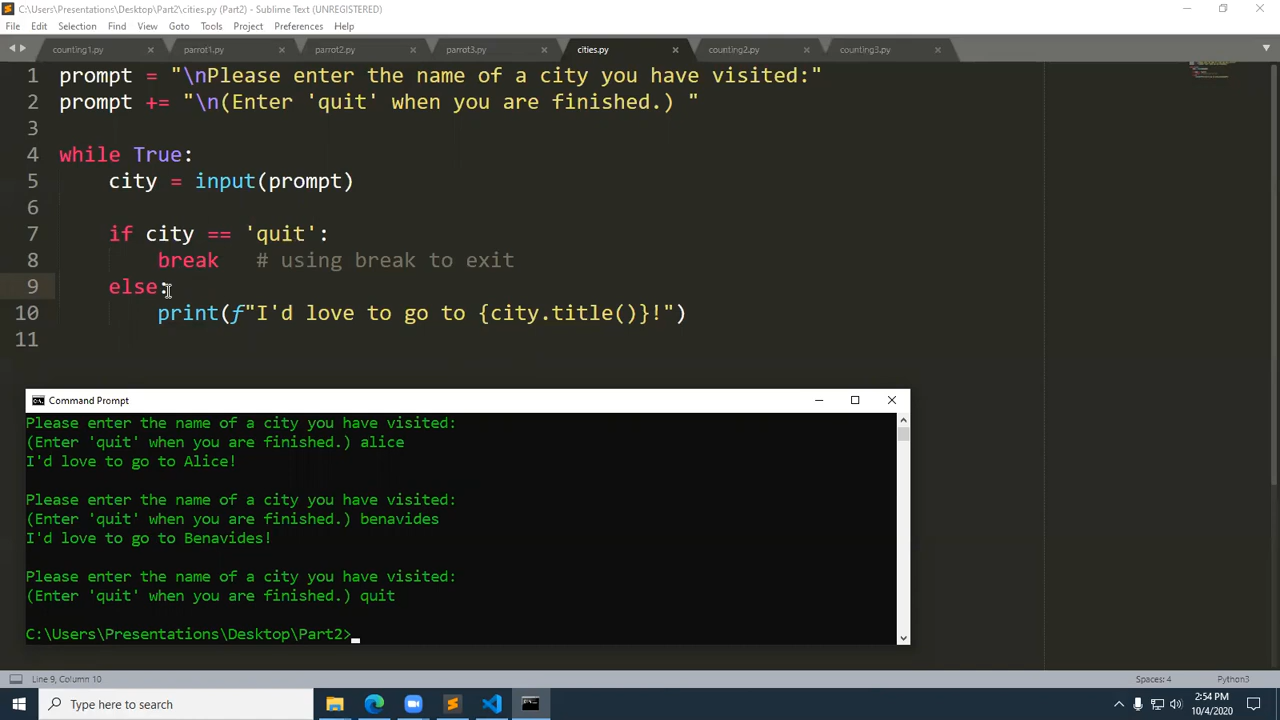 C:\Users\Presentations\Desktop\Part2\cities.py (Part2) - Sublime Text (UNREGISTERED)
File Edit Selection Find View Goto Tools Project Preferences Help
counting1.py parrot1.py parrot2.py parrot3.py cities.py counting2.py counting3.py
1 prompt = "\nPlease enter the name of a city you have visited:"
2 prompt += "\n(Enter 'quit' when you are finished.) "
3
4 while True:
5 city = input(prompt)
6
7 if city == 'quit':
8 break # using break to exit
9 else:
10 print(f"I'd love to go to {city.title()}!")
11
Command Prompt
Please enter the name of a city you have visited:
(Enter 'quit' when you are finished.) alice
I'd love to go to Alice!
Please enter the name of a city you have visited:
(Enter 'quit' when you are finished.) benavides
I'd love to go to Benavides!
Please enter the name of a city you have visited:
(Enter 'quit' when you are finished.) quit
C:\Users\Presentations\Desktop\Part2>
Line 9, Column 10 Spaces: 4 Python3
Type here to search 2:54 PM
10/4/2020